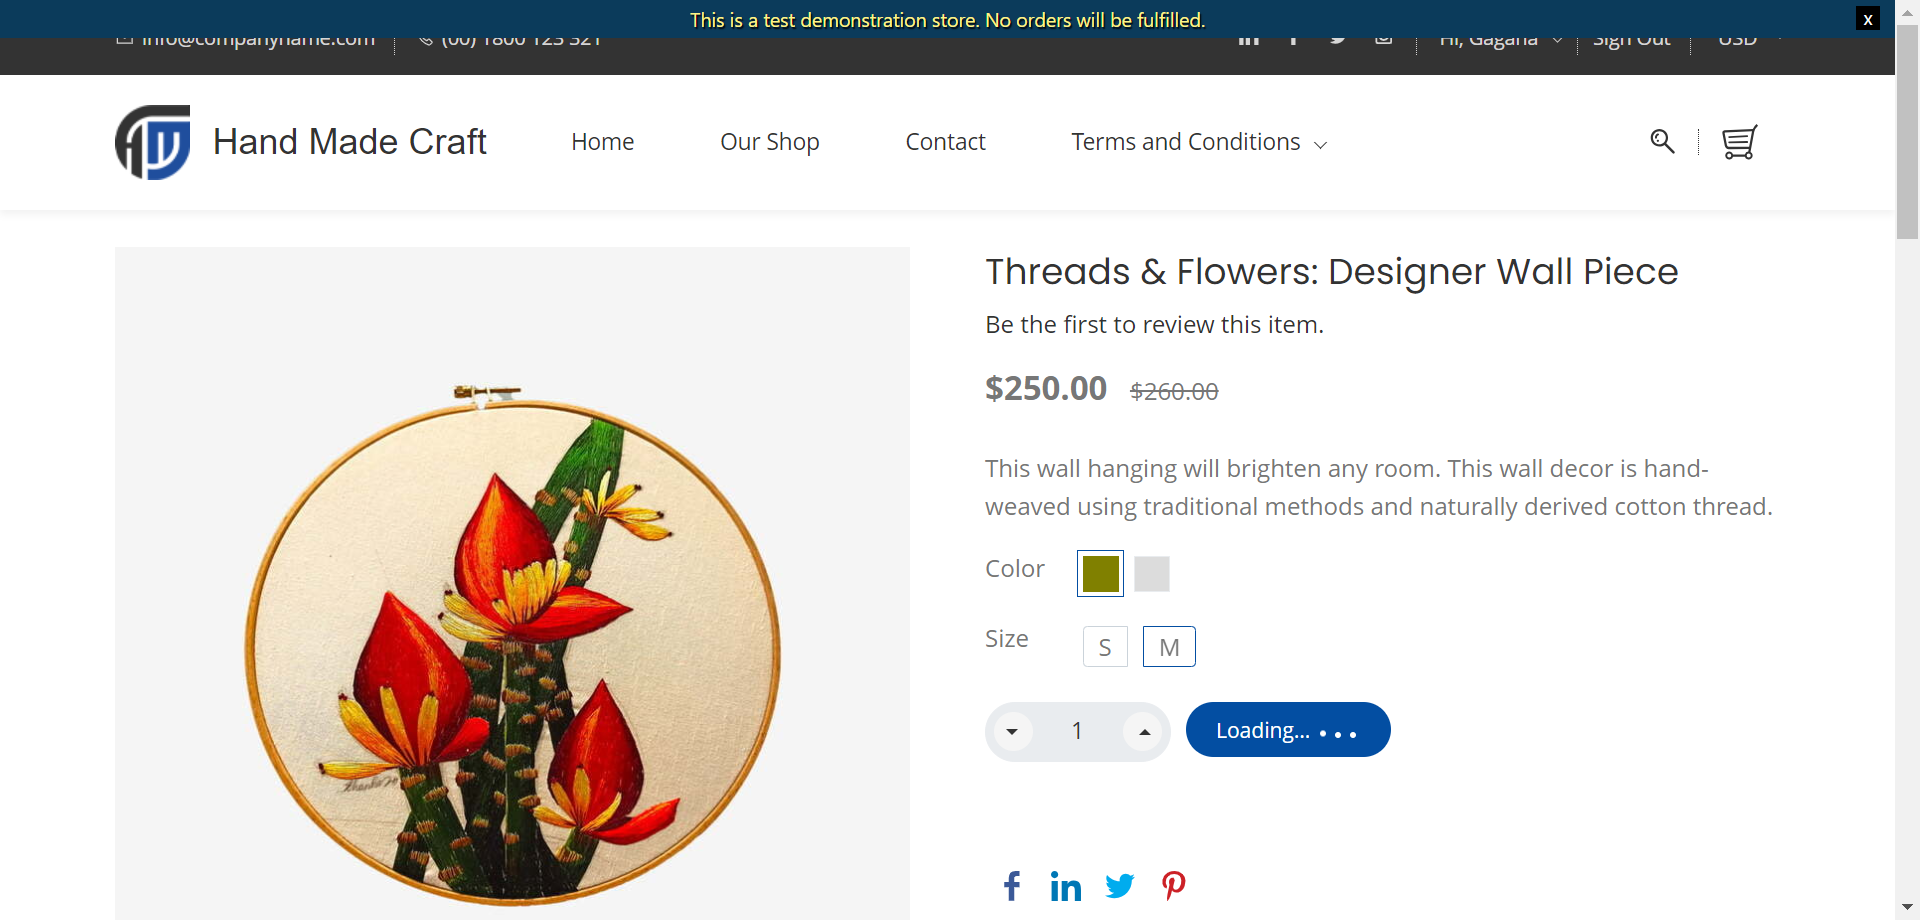 This is a test demonstration store. No orders will be fulfilled.
x
info@companyname.com
(00) 1800 123 321
Hi, Gagana
Sign Out
USD
Hand Made Craft
Home
Our Shop
Contact
Terms and Conditions
Threads & Flowers: Designer Wall Piece
Be the first to review this item.
$250.00 $260.00
This wall hanging will brighten any room. This wall decor is hand-
weaved using traditional methods and naturally derived cotton thread.
Color
Size
S
M
1
Loading...